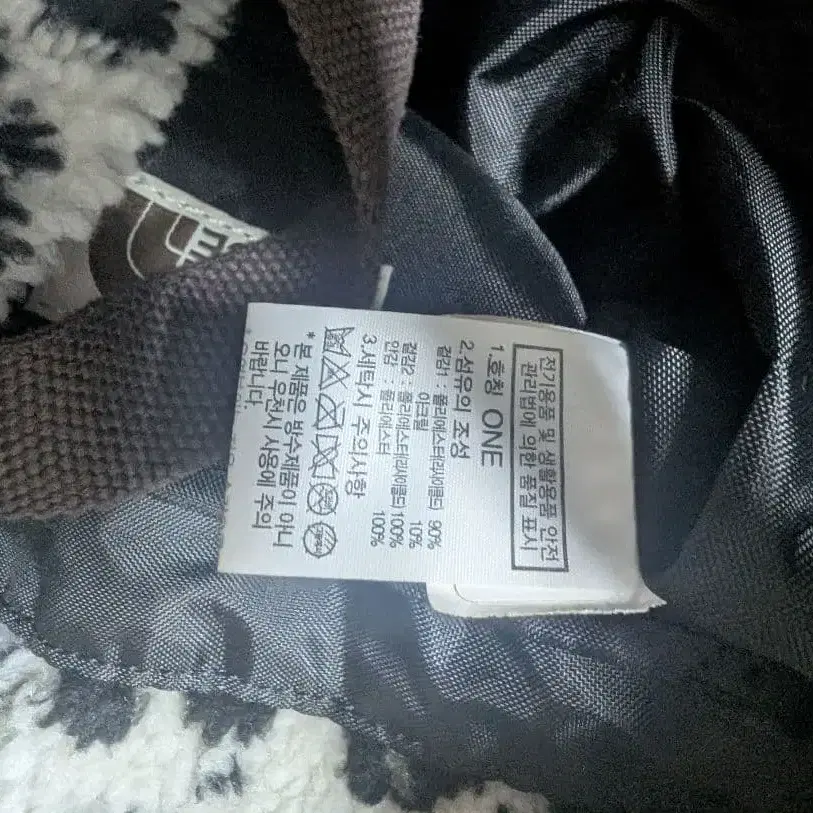 전기용품 및 생활용품 안전
관리법에 의한 품질 표시
1.호칭 ONE
2.섬유의 조성
겉감1 : 폴리에스터(리사이클드) 90%
아크릴 10%
겉감2 : 폴리에스터(리사이클드) 100%
안감 : 폴리에스터 100%
3.세탁시 주의사항
*본 제품은 방수제품이 아니
오니 우천시 사용에 주의
바랍니다.